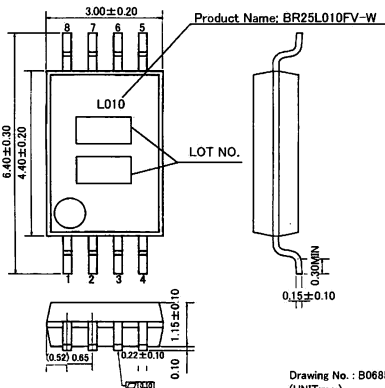 3.00±0.20
Product Name: BR25L010FV-W
8 7 6 5
L010
LOT NO.
6.40±0.30
4.40±0.20
1 2 3 4
0.30MIN
0.15±0.10
1.15±0.10
(0.52) 0.65
0.22±0.10
0.10
0.10
Drawing No. : B068